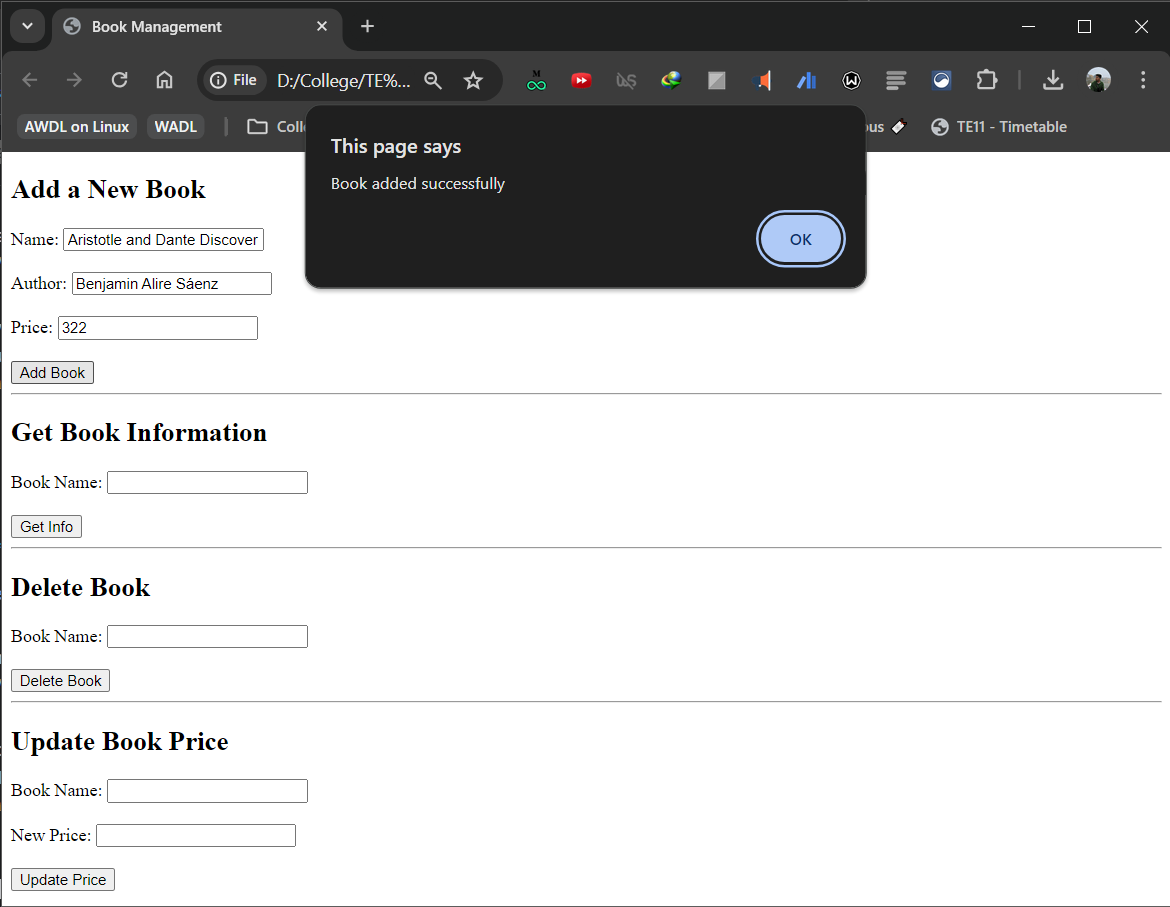 Book Management
File D:/College/TE%...
AWDL on Linux WADL TE11 - Timetable
This page says
Book added successfully
OK
Add a New Book
Name: Aristotle and Dante Discover
Author: Benjamin Alire Sáenz
Price: 322
Add Book
Get Book Information
Book Name:
Get Info
Delete Book
Book Name:
Delete Book
Update Book Price
Book Name:
New Price:
Update Price